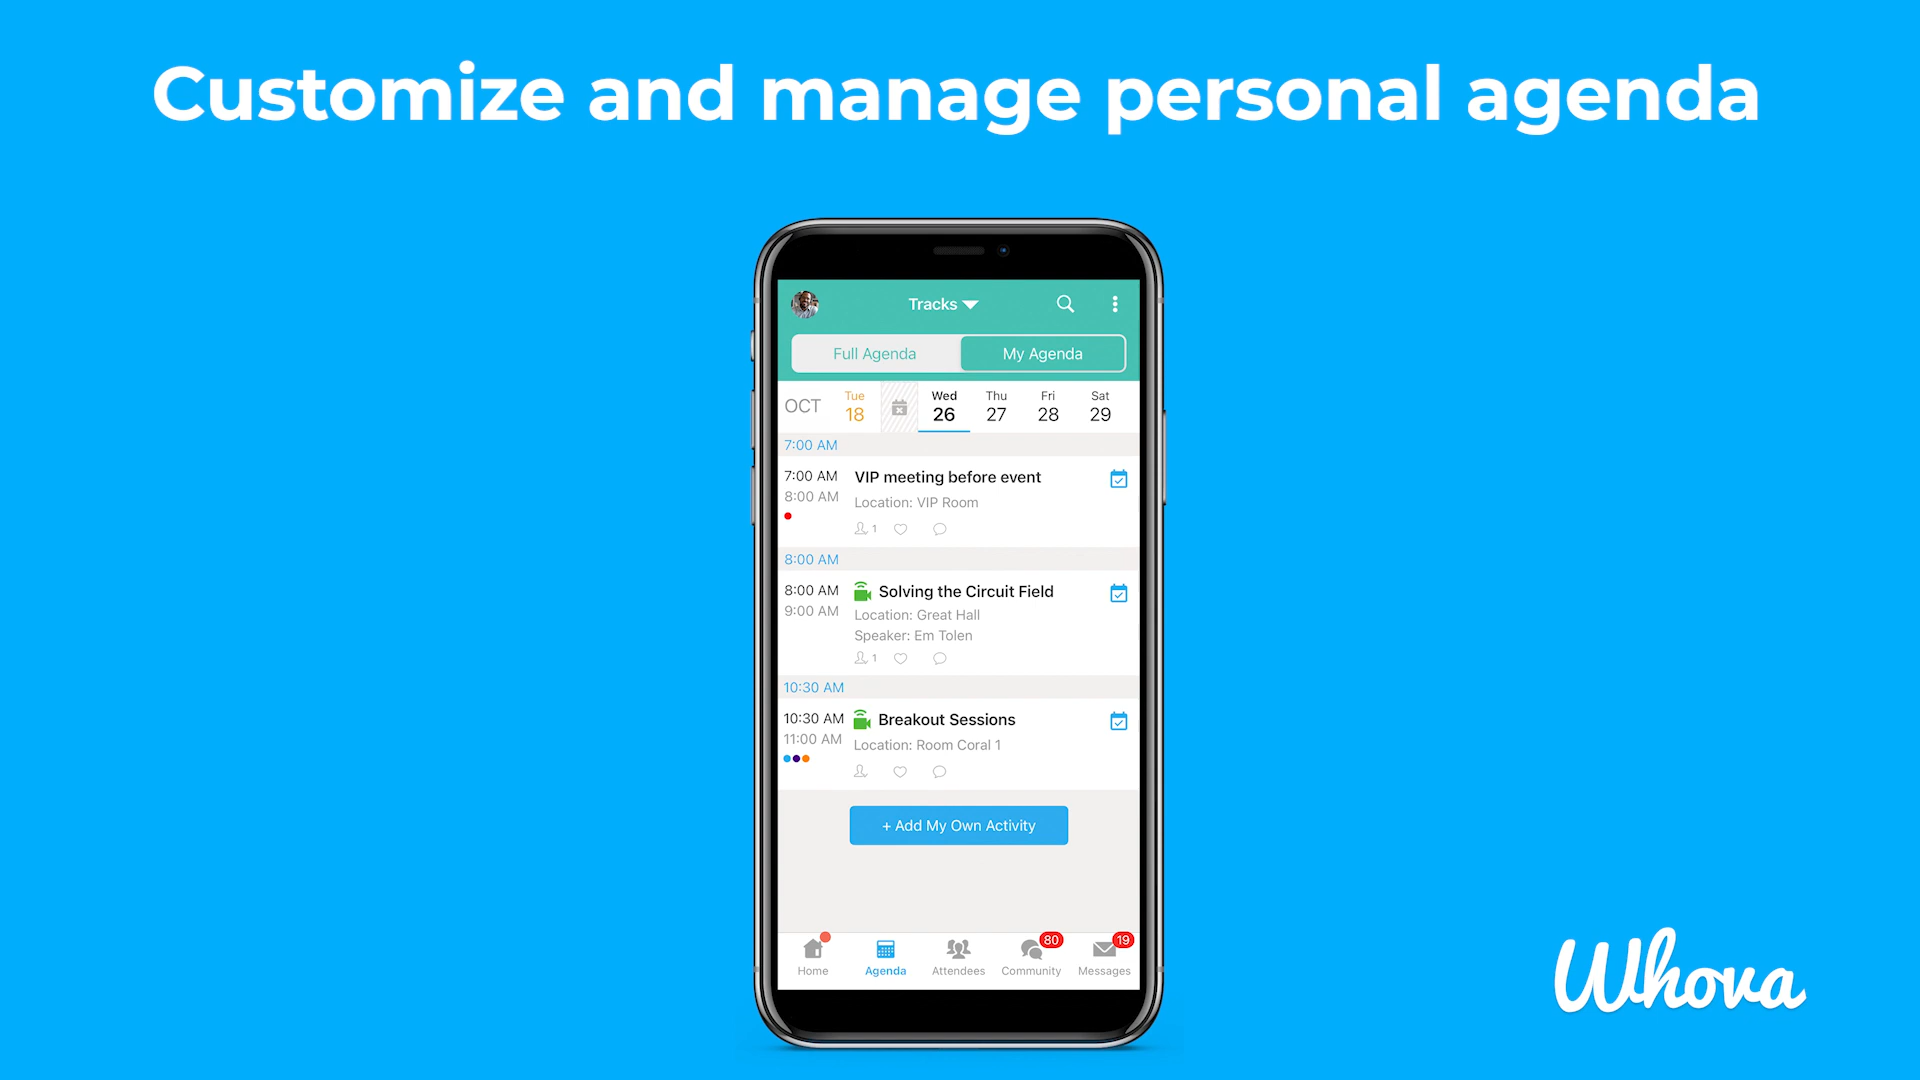 Customize and manage personal agenda
Tracks
Full Agenda
My Agenda
OCT
Tue
18
Wed
26
Thu
27
Fri
28
Sat
29
7:00 AM
7:00 AM
8:00 AM
VIP meeting before event
Location: VIP Room
1
8:00 AM
8:00 AM
9:00 AM
Solving the Circuit Field
Location: Great Hall
Speaker: Em Tolen
1
10:30 AM
10:30 AM
11:00 AM
Breakout Sessions
Location: Room Coral 1
+ Add My Own Activity
Home
Agenda
Attendees
80
Community
19
Messages
Whova